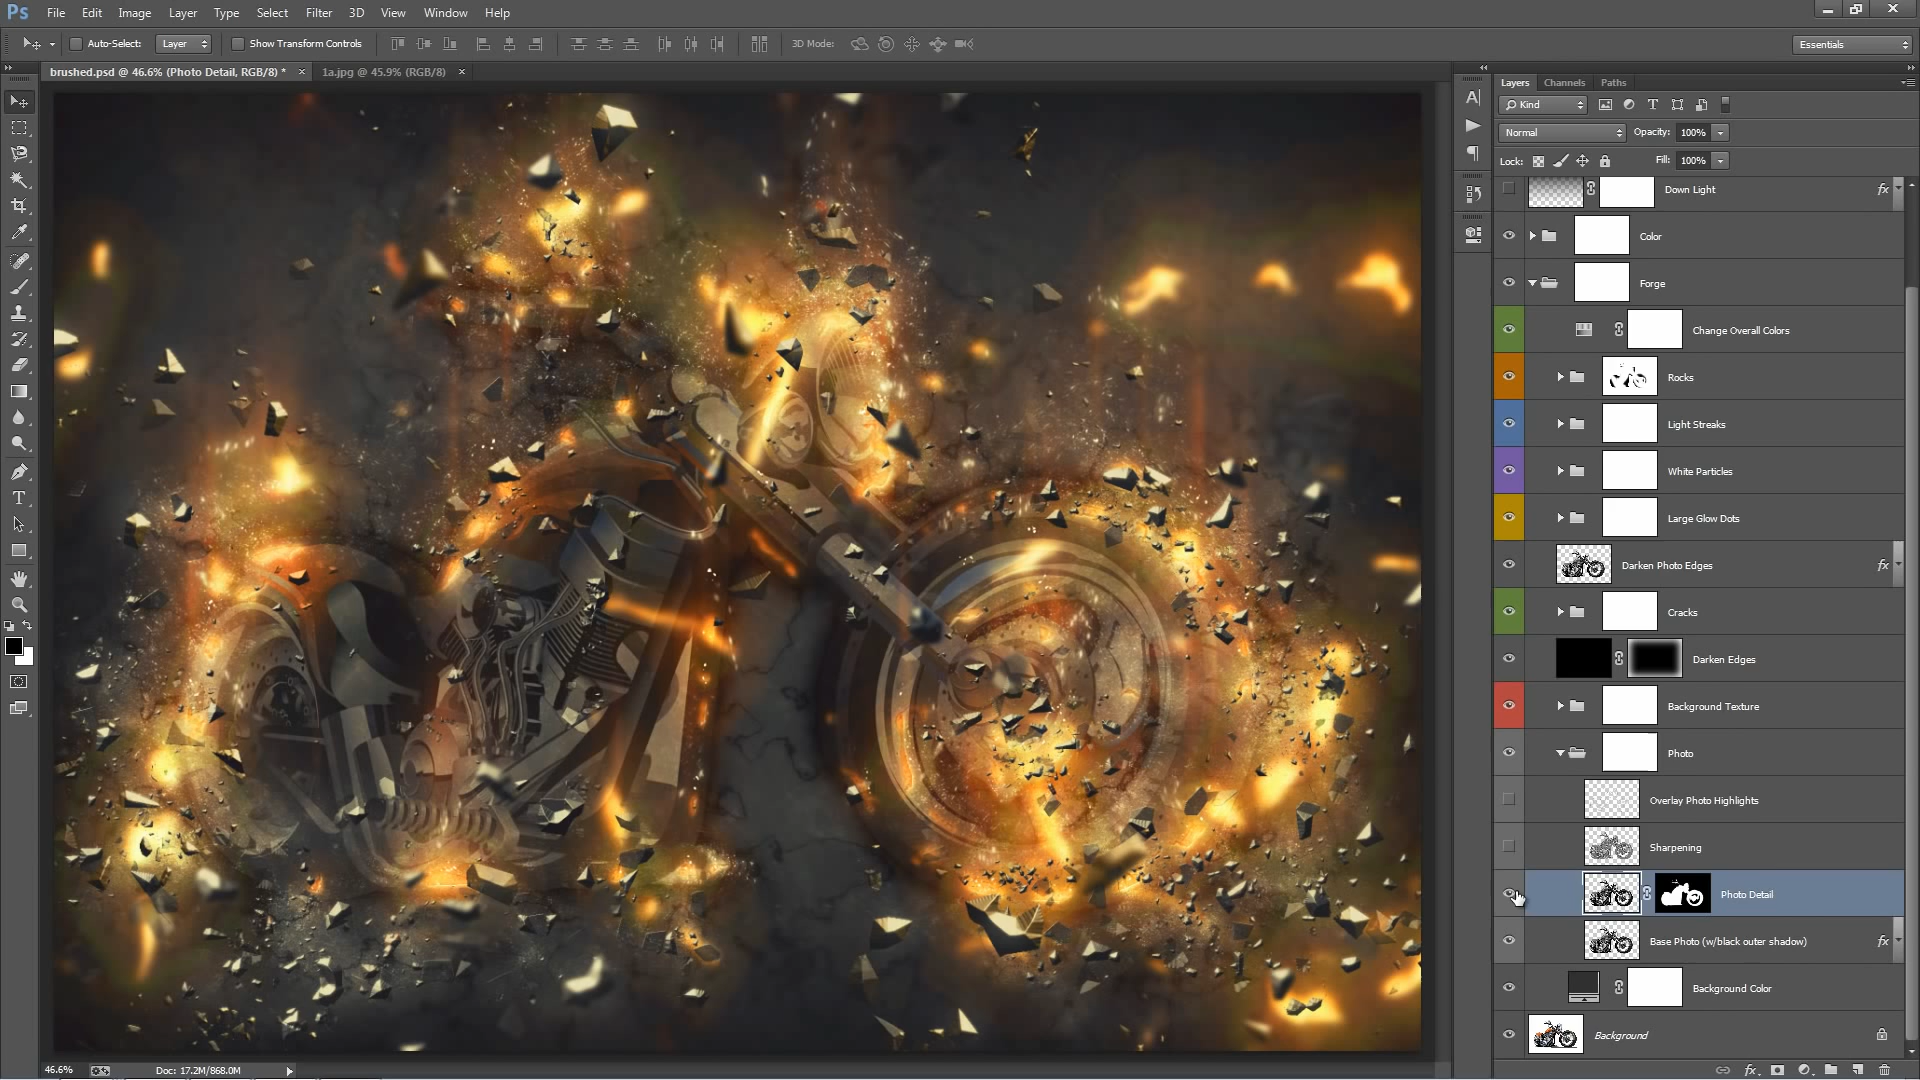 Ps File Edit Image Layer Type Select Filter 3D View Window Help
Auto-Select: Layer Show Transform Controls 3D Mode: Essentials
brushed.psd @ 46.6% (Photo Detail, RGB/8) * × 1a.jpg @ 45.9% (RGB/8) ×
Layers Channels Paths
Kind
Normal Opacity: 100%
Lock: Fill: 100%
Down Light fx
Color
Forge
Change Overall Colors
Rocks
Light Streaks
White Particles
Large Glow Dots
Darken Photo Edges fx
Cracks
Darken Edges
Background Texture
Photo
Overlay Photo Highlights
Sharpening
Photo Detail
Base Photo (w/black outer shadow) fx
Background Color
Background
46.6% Doc: 17.2M/868.0M